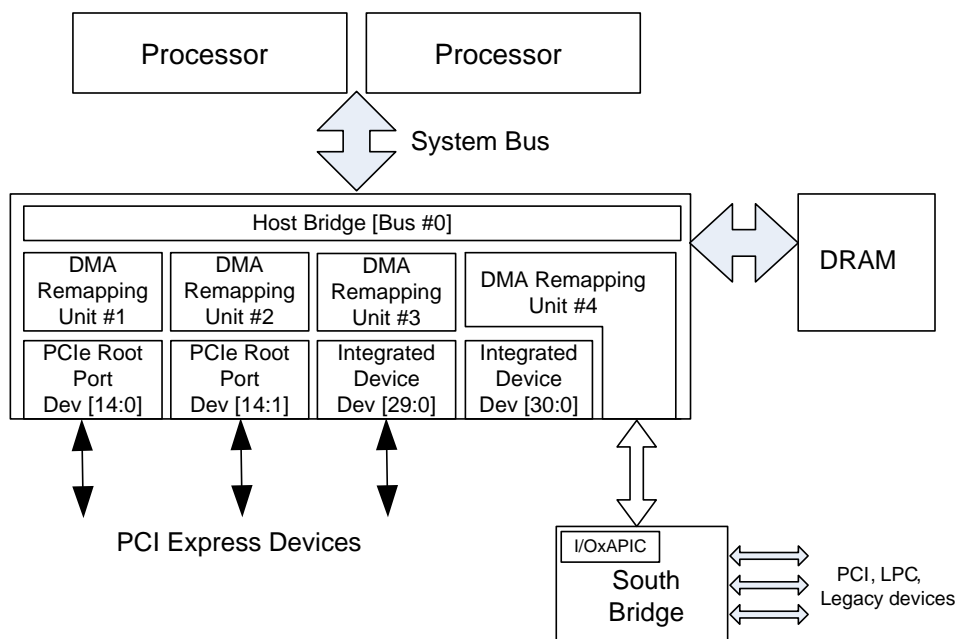 Processor
Processor
System Bus
Host Bridge [Bus #0]
DMA
Remapping
Unit #1
DMA
Remapping
Unit #2
DMA
Remapping
Unit #3
DMA Remapping
Unit #4
DRAM
PCIe Root
Port
Dev [14:0]
PCIe Root
Port
Dev [14:1]
Integrated
Device
Dev [29:0]
Integrated
Device
Dev [30:0]
PCI Express Devices
I/OxAPIC
South
Bridge
PCI, LPC,
Legacy devices